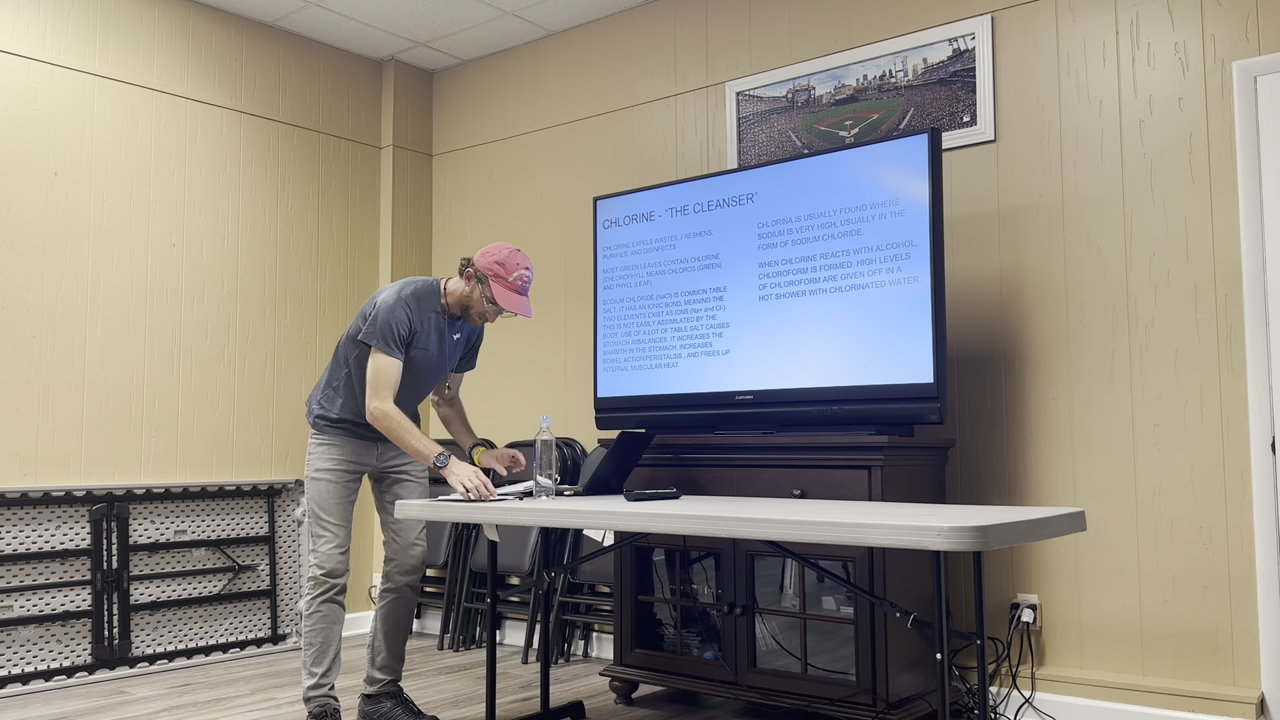 CHLORINE - "THE CLEANSER"
CHLORINE EXPELS WASTES, FRESHENS,
PURIFIES, AND DISINFECTS
MOST GREEN LEAVES CONTAIN CHLORINE
(CHLOROPHYLL MEANS CHLOROS (GREEN)
AND PHYLL (LEAF).
SODIUM CHLORIDE (NaCl) IS COMMON TABLE
SALT. IT HAS AN IONIC BOND, MEANING THE
TWO ELEMENTS EXIST AS IONS (Na+ and Cl-)
THIS IS NOT EASILY ASSIMILATED BY THE
BODY. USE OF A LOT OF TABLE SALT CAUSES
STOMACH IMBALANCES. IT INCREASES THE
WARMTH IN THE STOMACH, INCREASES
BOWEL ACTION/PERISTALSIS , AND FREES UP
INTERNAL MUSCULAR HEAT
CHLORINA IS USUALLY FOUND WHERE
SODIUM IS VERY HIGH, USUALLY IN THE
FORM OF SODIUM CHLORIDE.
WHEN CHLORINE REACTS WITH ALCOHOL,
CHLOROFORM IS FORMED. HIGH LEVELS
OF CHLOROFORM ARE GIVEN OFF IN A
HOT SHOWER WITH CHLORINATED WATER.
MITSUBISHI